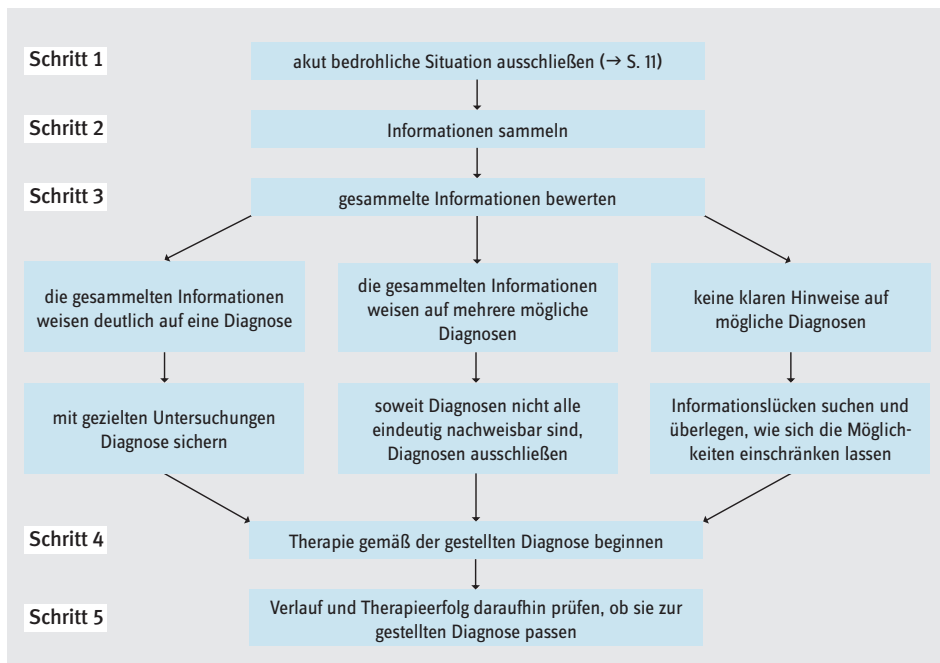 Schritt 1
akut bedrohliche Situation ausschließen (→ S. 11)
Schritt 2
Informationen sammeln
Schritt 3
gesammelte Informationen bewerten
die gesammelten Informationen
weisen deutlich auf eine Diagnose
die gesammelten Informationen
weisen auf mehrere mögliche
Diagnosen
keine klaren Hinweise auf
mögliche Diagnosen
mit gezielten Untersuchungen
Diagnose sichern
soweit Diagnosen nicht alle
eindeutig nachweisbar sind,
Diagnosen ausschließen
Informationslücken suchen und
überlegen, wie sich die Möglich-
keiten einschränken lassen
Schritt 4
Therapie gemäß der gestellten Diagnose beginnen
Schritt 5
Verlauf und Therapieerfolg daraufhin prüfen, ob sie zur
gestellten Diagnose passen